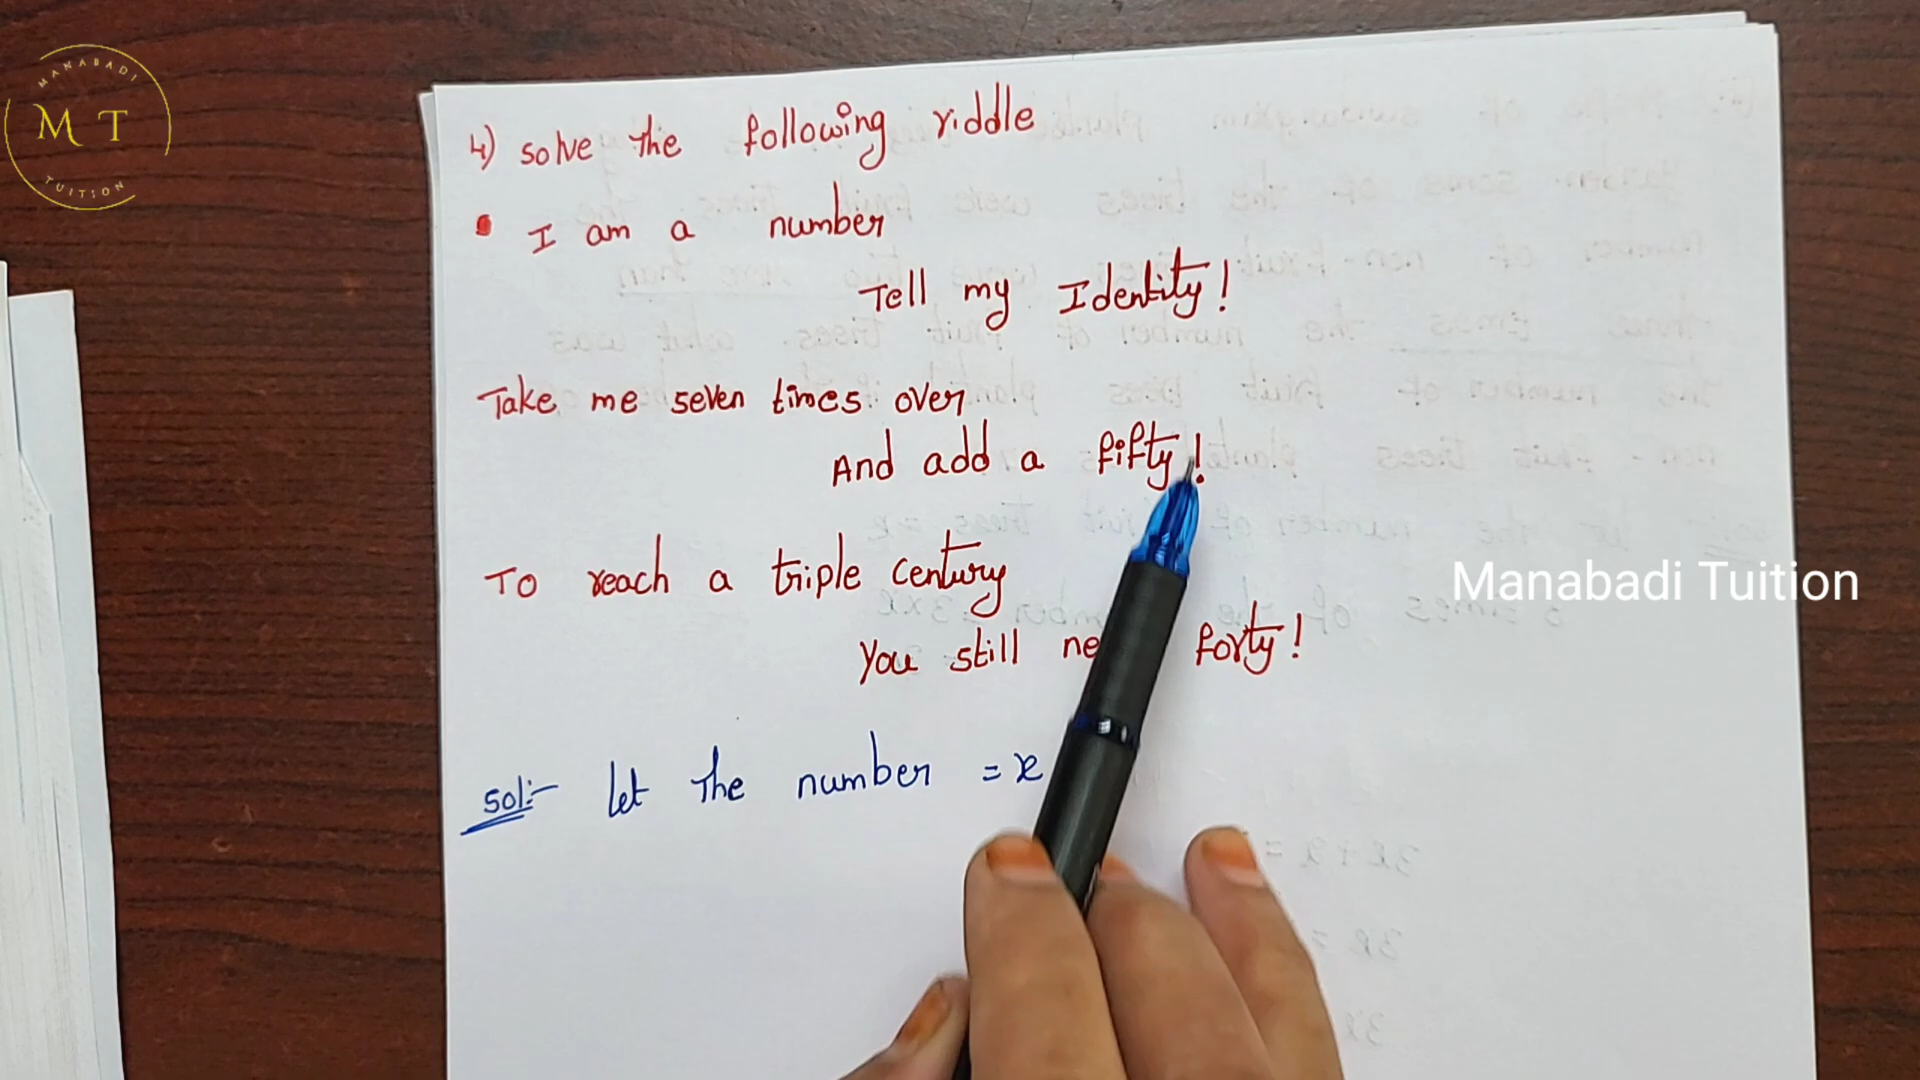 MANABADI
M T
TUITION
4) solve the following riddle
I am a number
Tell my Identity!
Take me seven times over
And add a fifty!
To reach a triple century
You still forty!
Manabadi Tuition
sol:- let the number = x